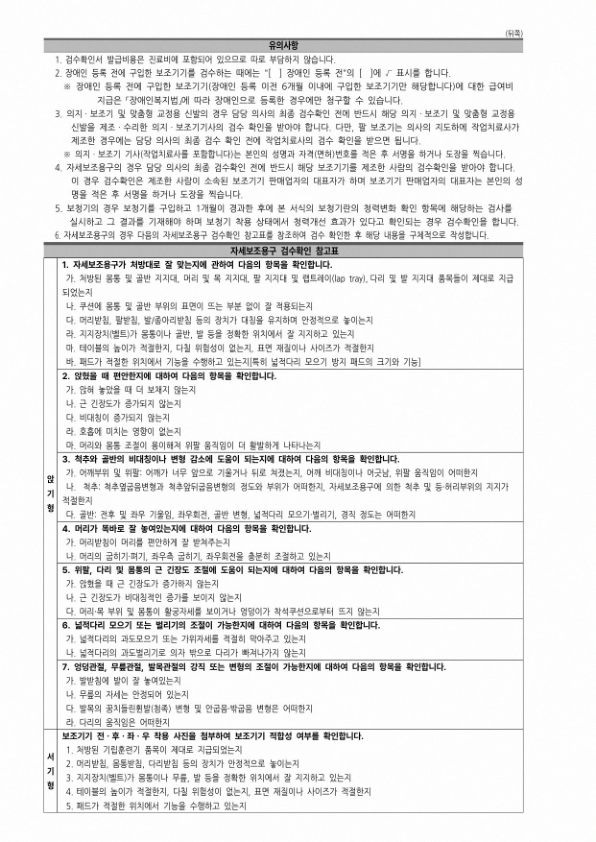 (뒤쪽)
유의사항
1. 검수확인서 발급비용은 진료비에 포함되어 있으므로 따로 부담하지 않습니다.
2. 장애인 등록 전에 구입한 보조기기를 검수하는 때에는 "[  ] 장애인 등록 전"의 [  ]에 √ 표시를 합니다.
※ 장애인 등록 전에 구입한 보조기기(장애인 등록 이전 6개월 이내에 구입한 보조기기만 해당합니다)에 대한 급여비
지급은 「장애인복지법」에 따라 장애인으로 등록한 경우에만 청구할 수 있습니다.
3. 의지ㆍ보조기 및 맞춤형 교정용 신발의 경우 담당 의사의 최종 검수확인 전에 반드시 해당 의지ㆍ보조기 및 맞춤형 교정용
신발을 제조ㆍ수리한 의지ㆍ보조기기사의 검수 확인을 받아야 합니다. 다만, 팔 보조기는 의사의 지도하에 작업치료사가
제조한 경우에는 담당 의사의 최종 검수 확인 전에 작업치료사의 검수 확인을 받으면 됩니다.
※ 의지ㆍ보조기 기사(작업치료사를 포함합니다)는 본인의 성명과 자격(면허)번호를 적은 후 서명을 하거나 도장을 찍습니다.
4. 자세보조용구의 경우 담당 의사의 최종 검수확인 전에 반드시 해당 보조기기를 제조한 사람의 검수확인을 받아야 합니다.
이 경우 검수확인은 제조한 사람이 소속된 보조기기 판매업자의 대표자가 하며 보조기기 판매업자의 대표자는 본인의 성
명을 적은 후 서명을 하거나 도장을 찍습니다.
5. 보청기의 경우 보청기를 구입하고 1개월이 경과한 후에 본 서식의 보청기란의 청력변화 확인 항목에 해당하는 검사를
실시하고 그 결과를 기재해야 하며 보청기 착용 상태에서 청력개선 효과가 있다고 확인되는 경우 검수확인을 합니다.
6. 자세보조용구의 경우 다음의 자세보조용구 검수확인 참고표를 참조하여 검수 확인한 후 해당 내용을 구체적으로 작성합니다.
자세보조용구 검수확인 참고표
앉기형
1. 자세보조용구가 처방대로 잘 맞는지에 관하여 다음의 항목을 확인합니다.
가. 처방된 몸통 및 골반 지지대, 머리 및 목 지지대, 팔 지지대 및 랩트레이(lap tray), 다리 및 발 지지대 품목들이 제대로 지급
되었는지
나. 쿠션에 몸통 및 골반 부위의 표면이 뜨는 부분 없이 잘 적용되는지
다. 머리받침, 팔받침, 발/종아리받침 등의 장치가 대칭을 유지하며 안정적으로 놓이는지
라. 지지장치(벨트)가 몸통이나 골반, 발 등을 정확한 위치에서 잘 지지하고 있는지
마. 테이블의 높이가 적절한지, 다칠 위험성이 없는지, 표면 재질이나 사이즈가 적절한지
바. 패드가 적절한 위치에서 기능을 수행하고 있는지[특히 넓적다리 모으기 방지 패드의 크기와 기능]
2. 앉혔을 때 편안한지에 대하여 다음의 항목을 확인합니다.
가. 앉혀 놓았을 때 더 보채지 않는지
나. 근 긴장도가 증가되지 않는지
다. 비대칭이 증가되지 않는지
라. 호흡에 미치는 영향이 없는지
마. 머리와 몸통 조절이 용이해져 위팔 움직임이 더 활발하게 나타나는지
3. 척추와 골반의 비대칭이나 변형 감소에 도움이 되는지에 대하여 다음의 항목을 확인합니다.
가. 어깨부위 및 위팔: 어깨가 너무 앞으로 기울거나 뒤로 쳐졌는지, 어깨 비대칭이나 어긋남, 위팔 움직임이 어떠한지
나. 척추: 척추옆굽음변형과 척추앞뒤굽음변형의 정도와 부위가 어떠한지, 자세보조용구에 의한 척추 및 등·허리부위의 지지가
적절한지
다. 골반: 전후 및 좌우 기울임, 좌우회전, 골반 변형, 넓적다리 모으기·벌리기, 경직 정도는 어떠한지
4. 머리가 똑바로 잘 놓여있는지에 대하여 다음의 항목을 확인합니다.
가. 머리받침이 머리를 편안하게 잘 받쳐주는지
나. 머리의 굽히기·펴기, 좌우측 굽히기, 좌우회전을 충분히 조절하고 있는지
5. 위팔, 다리 및 몸통의 근 긴장도 조절에 도움이 되는지에 대하여 다음의 항목을 확인합니다.
가. 앉혔을 때 근 긴장도가 증가하지 않는지
나. 근 긴장도가 비대칭적인 증가를 보이지 않는지
다. 머리·목 부위 및 몸통이 활굽자세를 보이거나 엉덩이가 착석쿠션으로부터 뜨지 않는지
6. 넓적다리 모으기 또는 벌리기의 조절이 가능한지에 대하여 다음의 항목을 확인합니다.
가. 넓적다리의 과도모으기 또는 가위자세를 적절히 막아주고 있는지
나. 넓적다리의 과도벌리기로 의자 밖으로 다리가 빠져나가지 않는지
7. 엉덩관절, 무릎관절, 발목관절의 강직 또는 변형의 조절이 가능한지에 대하여 다음의 항목을 확인합니다.
가. 발받침에 발이 잘 놓여있는지
나. 무릎의 자세는 안정되어 있는지
다. 발목의 꿈치들린휨발(첨족) 변형 및 안굽음·밖굽음 변형은 어떠한지
라. 다리의 움직임은 어떠한지
서기형
보조기기 전ㆍ후ㆍ좌ㆍ우 착용 사진을 첨부하여 보조기기 적합성 여부를 확인합니다.
1. 처방된 기립훈련기 품목이 제대로 지급되었는지
2. 머리받침, 몸통받침, 다리받침 등의 장치가 안정적으로 놓이는지
3. 지지장치(벨트)가 몸통이나 무릎, 발 등을 정확한 위치에서 잘 지지하고 있는지
4. 테이블의 높이가 적절한지, 다칠 위험성이 없는지, 표면 재질이나 사이즈가 적절한지
5. 패드가 적절한 위치에서 기능을 수행하고 있는지